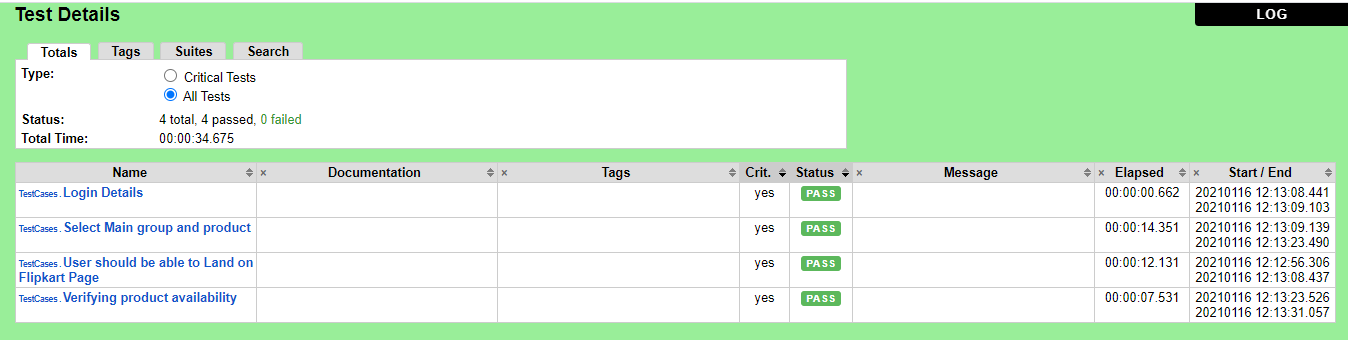 Test Details
LOG
Totals Tags Suites Search
Type:
Critical Tests
All Tests
Status: 4 total, 4 passed, 0 failed
Total Time: 00:00:34.675
Name × Documentation × Tags Crit. Status × Message × Elapsed × Start / End
TestCases . Login Details yes PASS 00:00:00.662 20210116 12:13:08.441
20210116 12:13:09.103
TestCases . Select Main group and product yes PASS 00:00:14.351 20210116 12:13:09.139
20210116 12:13:23.490
TestCases . User should be able to Land on yes PASS 00:00:12.131 20210116 12:12:56.306
Flipkart Page 20210116 12:13:08.437
TestCases . Verifying product availability yes PASS 00:00:07.531 20210116 12:13:23.526
20210116 12:13:31.057